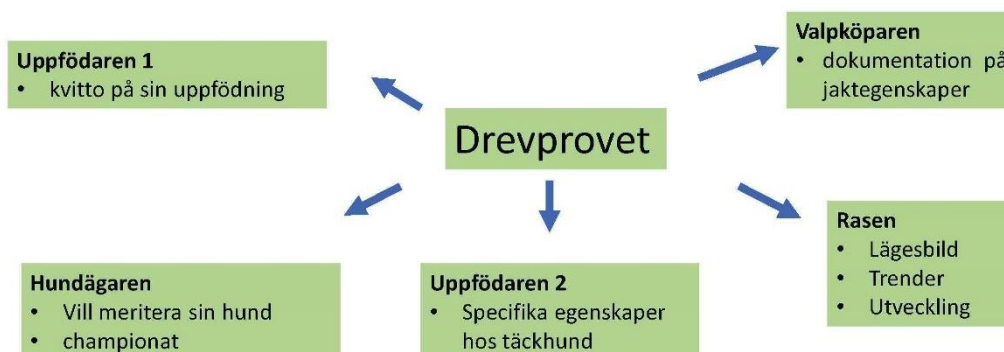 Uppfödaren 1
• kvitto på sin uppfödning
Valpköparen
• dokumentation på
jaktegenskaper
Drevprovet
Hundägaren
• Vill meritera sin hund
• championat
Uppfödaren 2
• Specifika egenskaper
hos täckhund
Rasen
• Lägesbild
• Trender
• Utveckling